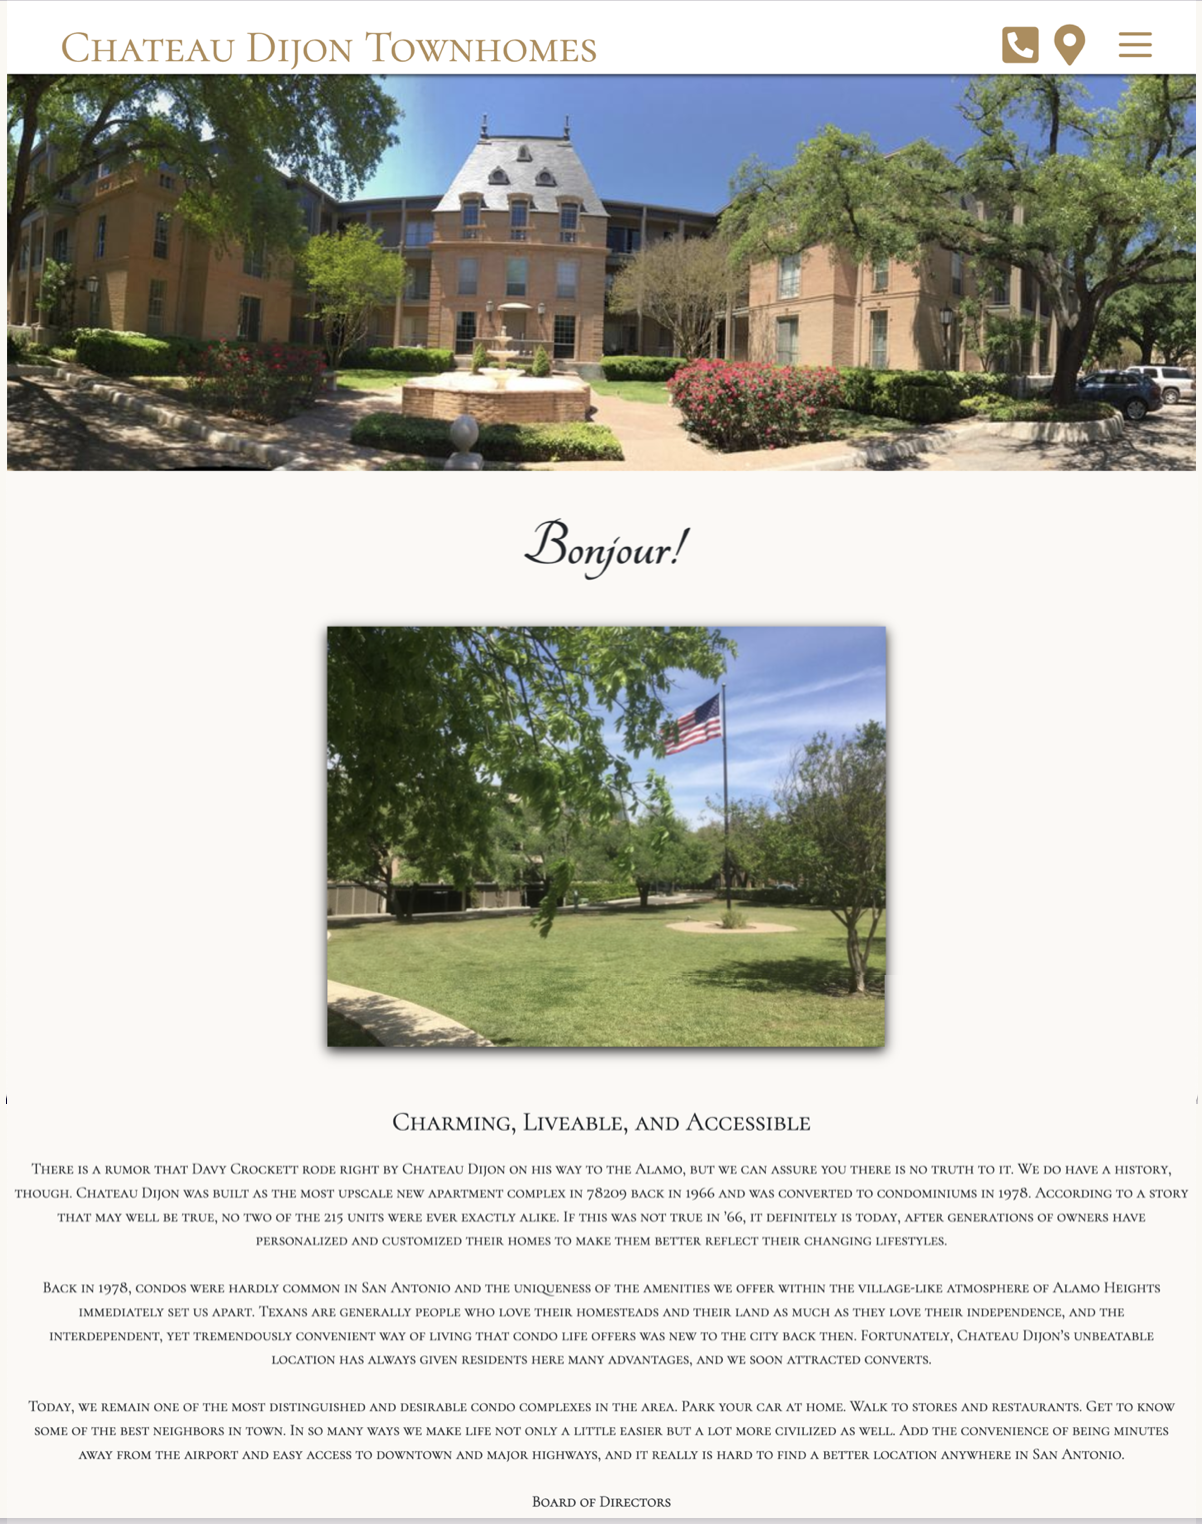 Chateau Dijon Townhomes
Bonjour!
Charming, Liveable, and Accessible
There is a rumor that Davy Crockett rode right by Chateau Dijon on his way to the Alamo, but we can assure you there is no truth to it. We do have a history,
though. Chateau Dijon was built as the most upscale new apartment complex in 78209 back in 1966 and was converted to condominiums in 1978. According to a story
that may well be true, no two of the 215 units were ever exactly alike. If this was not true in '66, it definitely is today, after generations of owners have
personalized and customized their homes to make them better reflect their changing lifestyles.
Back in 1978, condos were hardly common in San Antonio and the uniqueness of the amenities we offer within the village-like atmosphere of Alamo Heights
immediately set us apart. Texans are generally people who love their homesteads and their land as much as they love their independence, and the
interdependent, yet tremendously convenient way of living that condo life offers was new to the city back then. Fortunately, Chateau Dijon's unbeatable
location has always given residents here many advantages, and we soon attracted converts.
Today, we remain one of the most distinguished and desirable condo complexes in the area. Park your car at home. Walk to stores and restaurants. Get to know
some of the best neighbors in town. In so many ways we make life not only a little easier but a lot more civilized as well. Add the convenience of being minutes
away from the airport and easy access to downtown and major highways, and it really is hard to find a better location anywhere in San Antonio.
Board of Directors